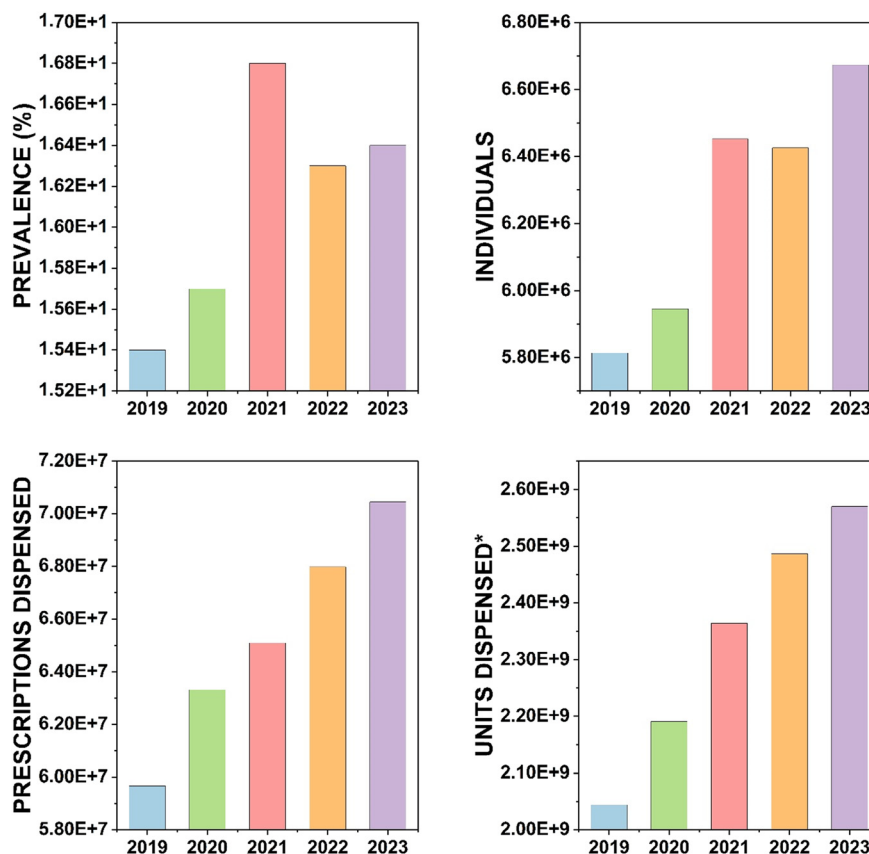 PREVALENCE (%)
1.70E+1
1.68E+1
1.66E+1
1.64E+1
1.62E+1
1.60E+1
1.58E+1
1.56E+1
1.54E+1
1.52E+1
2019 2020 2021 2022 2023
INDIVIDUALS
6.80E+6
6.60E+6
6.40E+6
6.20E+6
6.00E+6
5.80E+6
2019 2020 2021 2022 2023
PRESCRIPTIONS DISPENSED
7.20E+7
7.00E+7
6.80E+7
6.60E+7
6.40E+7
6.20E+7
6.00E+7
5.80E+7
2019 2020 2021 2022 2023
UNITS DISPENSED*
2.60E+9
2.50E+9
2.40E+9
2.30E+9
2.20E+9
2.10E+9
2.00E+9
2019 2020 2021 2022 2023